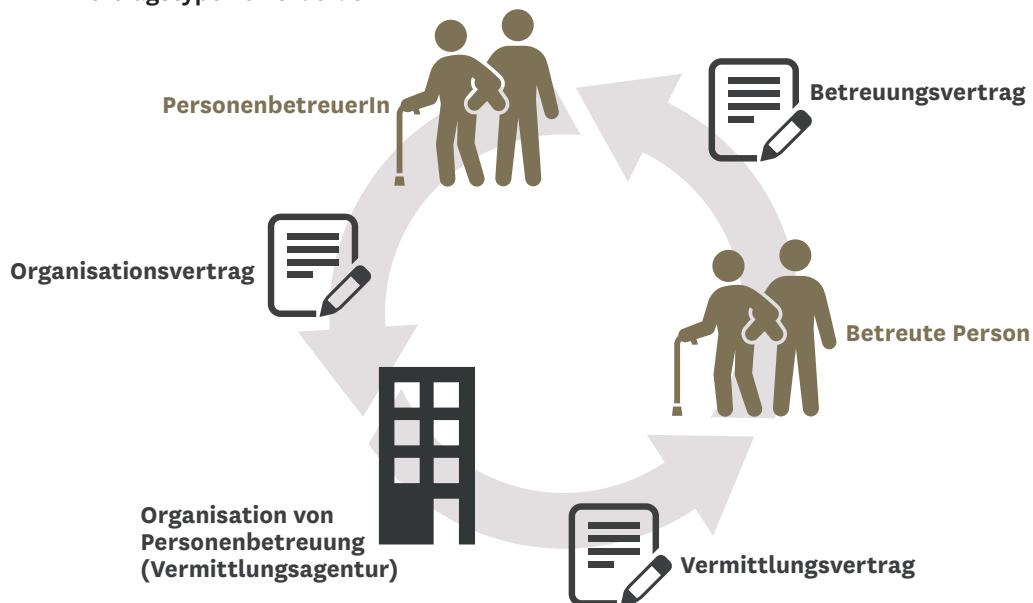 PersonenbetreuerIn
Betreuungsvertrag
Organisationsvertrag
Betreute Person
Organisation von
Personenbetreuung
(Vermittlungsagentur)
Vermittlungsvertrag